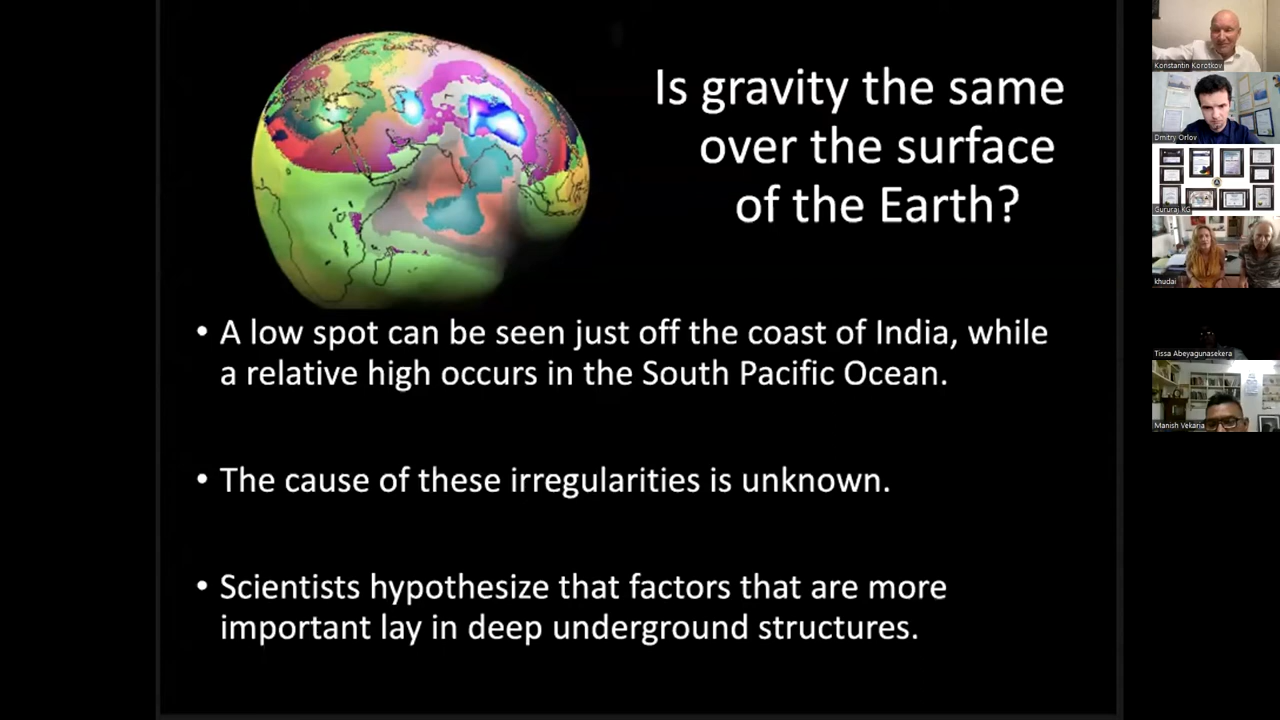 Is gravity the same
over the surface
of the Earth?
• A low spot can be seen just off the coast of India, while
a relative high occurs in the South Pacific Ocean.
• The cause of these irregularities is unknown.
• Scientists hypothesize that factors that are more
important lay in deep underground structures.
Konstantin Korotkov
Dmitry Orlov
Gururaj KG
khudai
Tissa Abeyagunasekera
Manish Vekaria